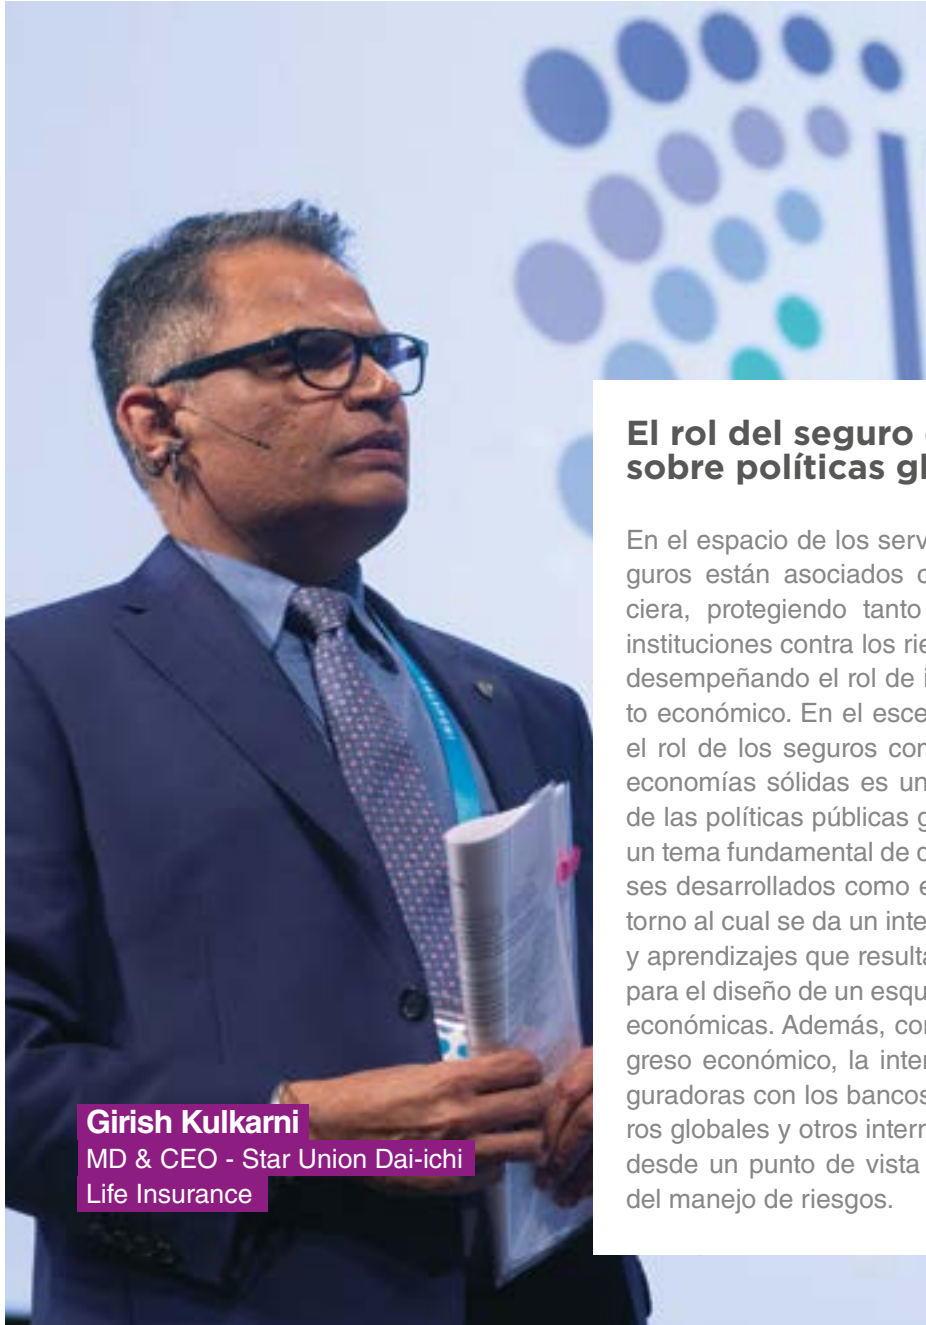 El rol del seguro
sobre políticas gl
En el espacio de los serv
guros están asociados c
ciera, protegiendo tanto
instituciones contra los rie
desempeñando el rol de i
to económico. En el esce
el rol de los seguros con
economías sólidas es un
de las políticas públicas g
un tema fundamental de d
ses desarrollados como e
torno al cual se da un inte
y aprendizajes que resulta
para el diseño de un esqu
económicas. Además, con
greso económico, la inter
guradoras con los bancos
ros globales y otros intern
desde un punto de vista
del manejo de riesgos.
Girish Kulkarni
MD & CEO - Star Union Dai-ichi
Life Insurance